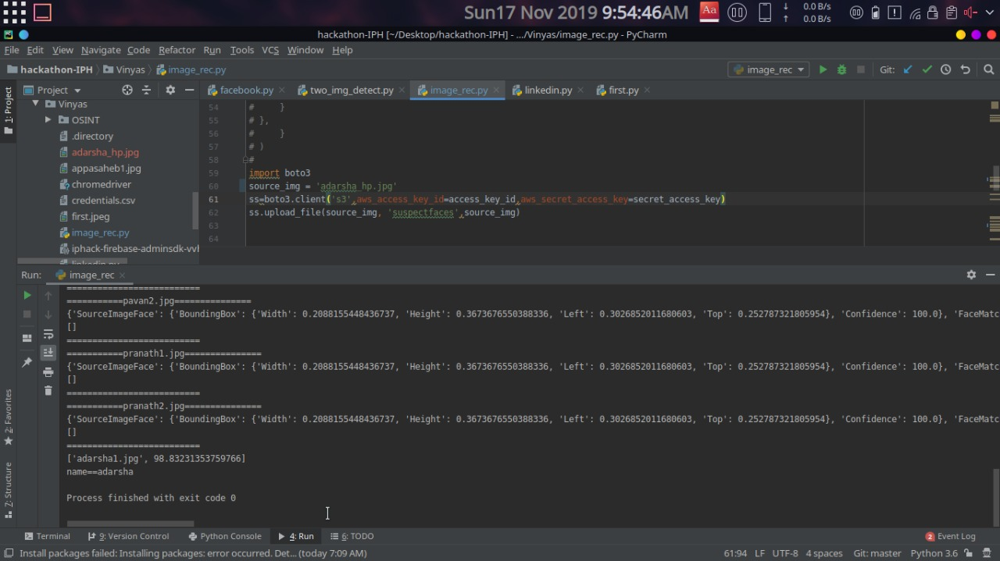 Sun17 Nov 2019 9:54:46AM
Aa
0.0 B/s
0.0 B/s
hackathon-IPH [~/Desktop/hackathon-IPH] - .../Vinyas/image_rec.py - PyCharm
File Edit View Navigate Code Refactor Run Tools VCS Window Help
hackathon-IPH Vinyas image_rec.py
image_rec Git:
1: Project
Project
facebook.py two_img_detect.py image_rec.py linkedin.py first.py
Vinyas
OSINT
.directory
adarsha_hp.jpg
appasaheb1.jpg
chromedriver
credentials.csv
first.jpeg
image_rec.py
iphack-firebase-adminsdk-vvl
linkedin.py
54 # }
55 # },
56 # }
57 # )
58 #
59 import boto3
60 source_img = 'adarsha_hp.jpg'
61 ss=boto3.client('s3',aws_access_key_id=access_key_id,aws_secret_access_key=secret_access_key)
62 ss.upload_file(source_img, 'suspectfaces',source_img)
63
64
Run: image_rec
==========================
===========pavan2.jpg===============
{'SourceImageFace': {'BoundingBox': {'Width': 0.2088155448436737, 'Height': 0.3673676550388336, 'Left': 0.3026852011680603, 'Top': 0.252787321805954}, 'Confidence': 100.0}, 'FaceMatc
[]
==========================
===========pranath1.jpg===============
{'SourceImageFace': {'BoundingBox': {'Width': 0.2088155448436737, 'Height': 0.3673676550388336, 'Left': 0.3026852011680603, 'Top': 0.252787321805954}, 'Confidence': 100.0}, 'FaceMatc
[]
==========================
===========pranath2.jpg===============
{'SourceImageFace': {'BoundingBox': {'Width': 0.2088155448436737, 'Height': 0.3673676550388336, 'Left': 0.3026852011680603, 'Top': 0.252787321805954}, 'Confidence': 100.0}, 'FaceMatc
[]
==========================
['adarsha1.jpg', 98.83231353759766]
name==adarsha
Process finished with exit code 0
2: Favorites
7: Structure
Terminal 9: Version Control Python Console 4: Run 6: TODO 2 Event Log
Install packages failed: Installing packages: error occurred. Det... (today 7:09 AM) 61:94 LF UTF-8 4 spaces Git: master Python 3.6